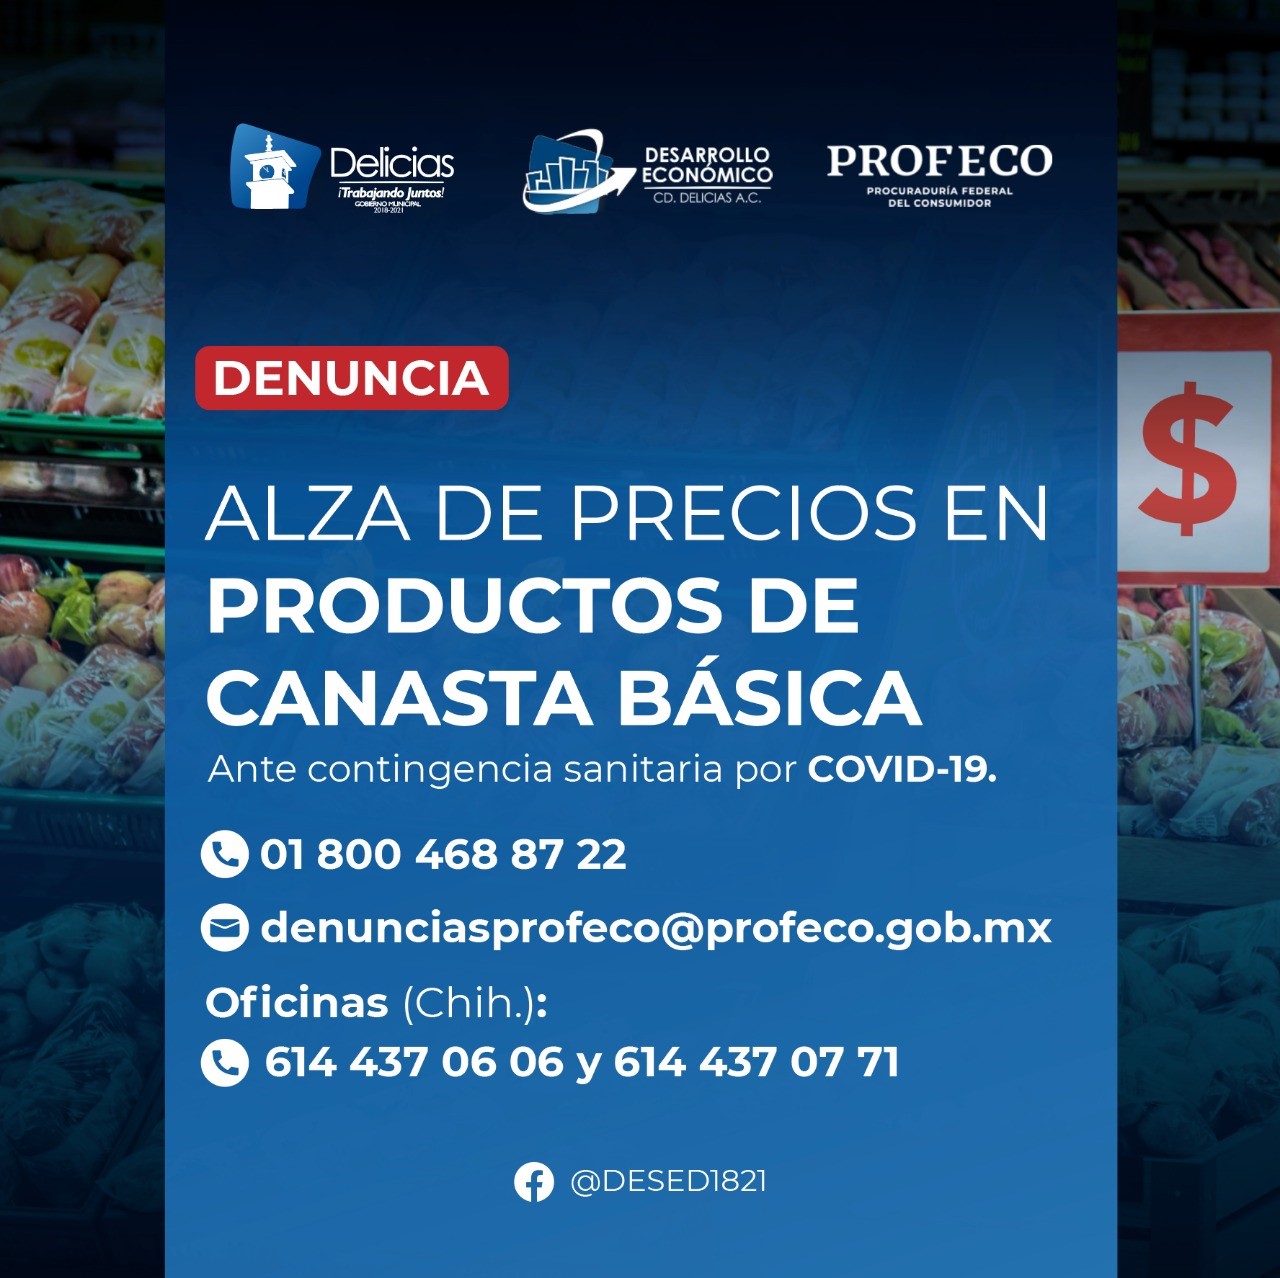 Delicias
¡Trabajando Juntos!
GOBIERNO MUNICIPAL
2018-2021
DESARROLLO
ECONÓMICO
CD. DELICIAS A.C.
PROFECO
PROCURADURÍA FEDERAL
DEL CONSUMIDOR
DENUNCIA
ALZA DE PRECIOS EN
PRODUCTOS DE
CANASTA BÁSICA
Ante contingencia sanitaria por COVID-19.
01 800 468 87 22
denunciasprofeco@profeco.gob.mx
Oficinas (Chih.):
614 437 06 06 y 614 437 07 71
@DESED1821
$